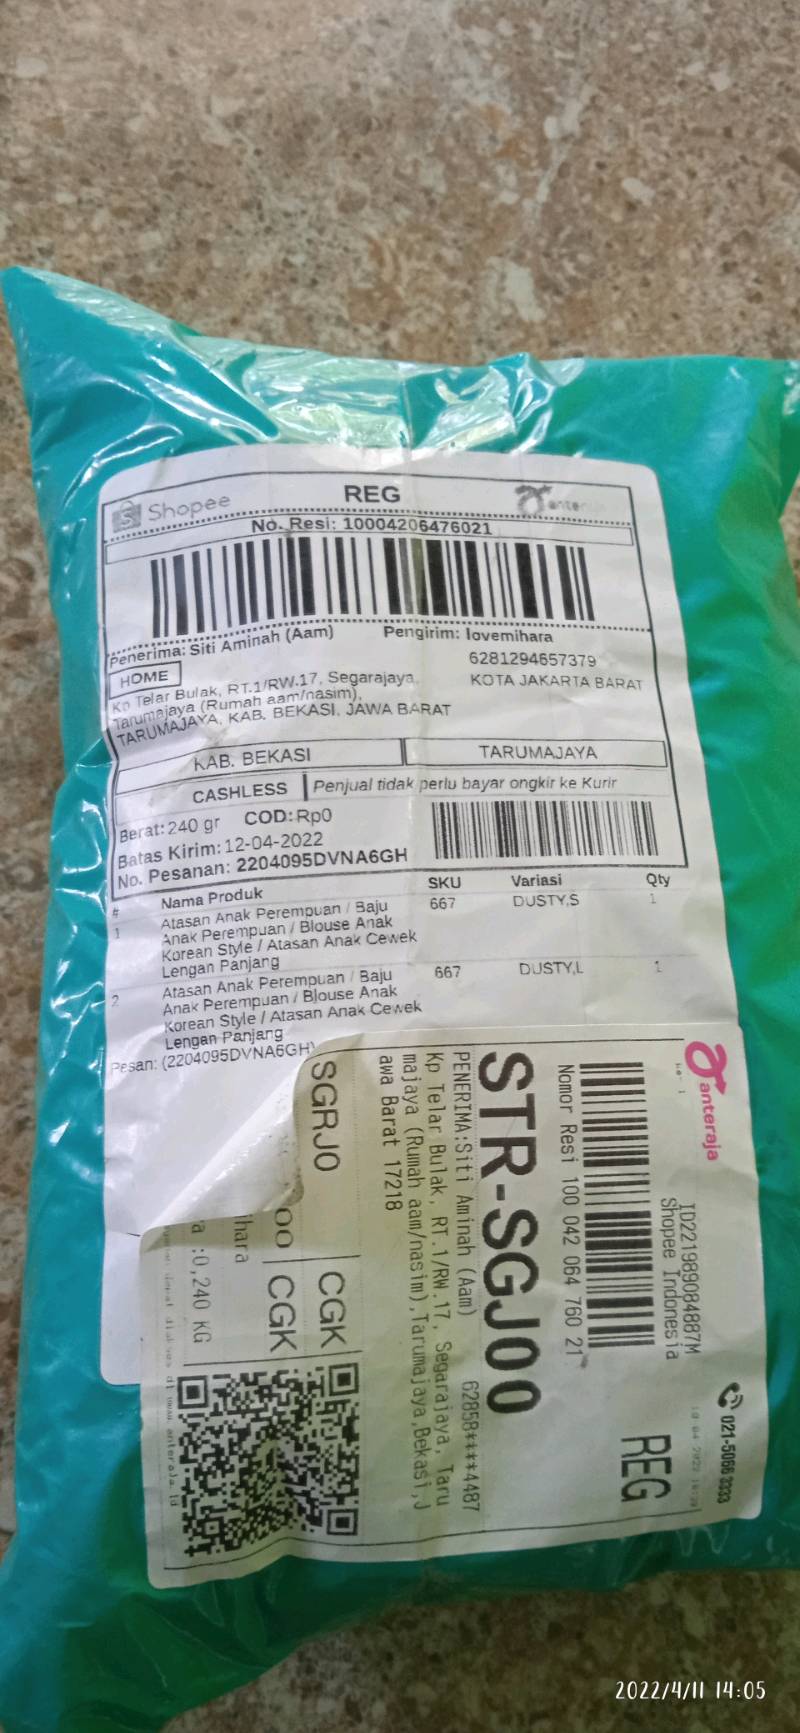 Shopee
REG
No. Resi: 10004206476021
Penerima: Siti Aminah (Aam)
Pengirim: lovemihara
HOME
6281294657379
Kp Telar Bulak, RT.1/RW.17, Segarajaya,
KOTA JAKARTA BARAT
Tarumajaya (Rumah aam/nasim),
TARUMAJAYA, KAB. BEKASI, JAWA BARAT
KAB. BEKASI
TARUMAJAYA
CASHLESS
Penjual tidak perlu bayar ongkir ke Kurir
Berat: 240 gr
COD:Rp0
Batas Kirim: 12-04-2022
No. Pesanan: 2204095DVNA6GH
# Nama Produk SKU Variasi Qty
1 Atasan Anak Perempuan / Baju 667 DUSTY,S 1
Anak Perempuan / Blouse Anak
Korean Style / Atasan Anak Cewek
Lengan Panjang
2 Atasan Anak Perempuan / Baju 667 DUSTY,L 1
Anak Perempuan / Blouse Anak
Korean Style / Atasan Anak Cewek
Lengan Panjang
Pesan: (2204095DVNA6GH)
anteraja
021-5066 3333
ID221989084887M
Shopee Indonesia
REG
Nomor Resi 100 042 064 760 21
STR-SGJ00
PENERIMA:Siti Aminah (Aam) 62858****4487
Kp Telar Bulak, RT.1/RW.17, Segarajaya, Taru
majaya (Rumah aam/nasim),Tarumajaya,Bekasi,J
awa Barat 17218
SGRJ0
CGK
00
CGK
ihara
a :0,240 KG
2022/4/11 14:05